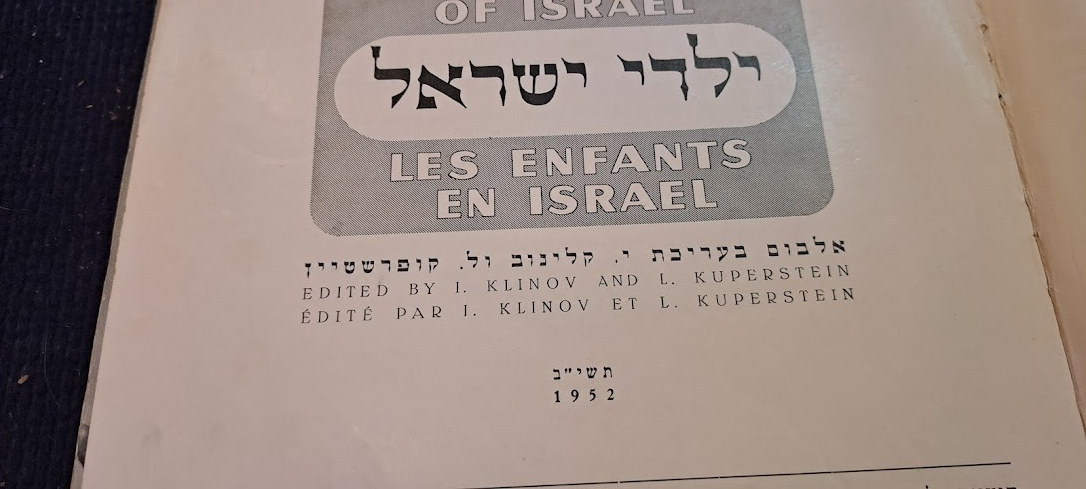 OF ISRAEL
ילדי ישראל
LES ENFANTS
EN ISRAEL
אלבום בעריכת י. קלינוב ול. קופרשטיין
EDITED BY I. KLINOV AND L. KUPERSTEIN
ÉDITÉ PAR I. KLINOV ET L. KUPERSTEIN
תשי״ב
1952